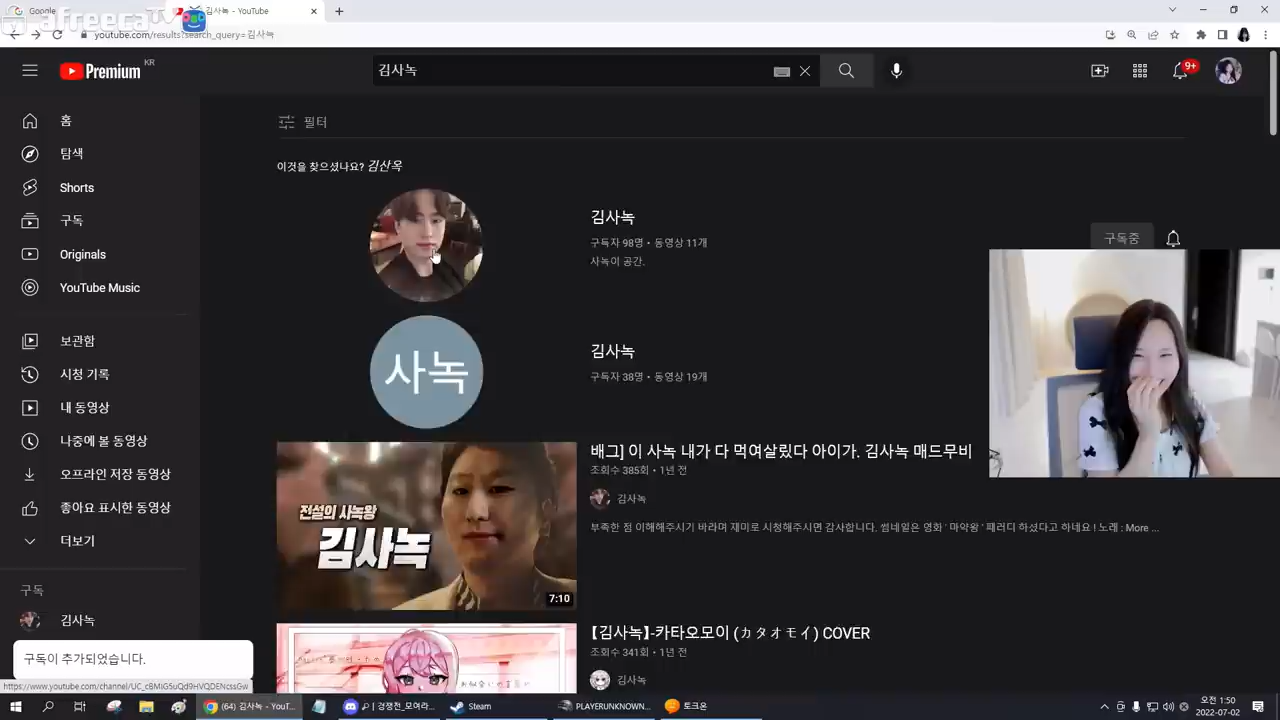 Google
김사녹 - YouTube
afreecaTV
youtube.com/results?search_query=김사녹
Premium
KR
김사녹
9+
홈
탐색
Shorts
구독
Originals
YouTube Music
보관함
시청 기록
내 동영상
나중에 볼 동영상
오프라인 저장 동영상
좋아요 표시한 동영상
더보기
구독
김사녹
구독이 추가되었습니다.
필터
이것을 찾으셨나요? 김산옥
김사녹
구독자 98명 • 동영상 11개
사녹이 공간.
구독중
사녹
김사녹
구독자 38명 • 동영상 19개
전설의 사녹왕
김사녹
7:10
배그] 이 사녹 내가 다 먹여살렸다 아이가. 김사녹 매드무비
조회수 385회 • 1년 전
김사녹
부족한 점 이해해주시기 바라며 재미로 시청해주시면 감사합니다. 썸네일은 영화 ' 마약왕 ' 패러디 하셨다고 하네요 ! 노래 : More ...
【김사녹】-카타오모이 (カタオモイ) COVER
조회수 341회 • 1년 전
김사녹
https://www.youtube.com/channel/UC_cBMIG5uQd9HVQDENcssGw
(64) 김사녹 - YouT...
Steam
PLAYERUNKNOWN...
토크온
오전 1:50
2022-07-02